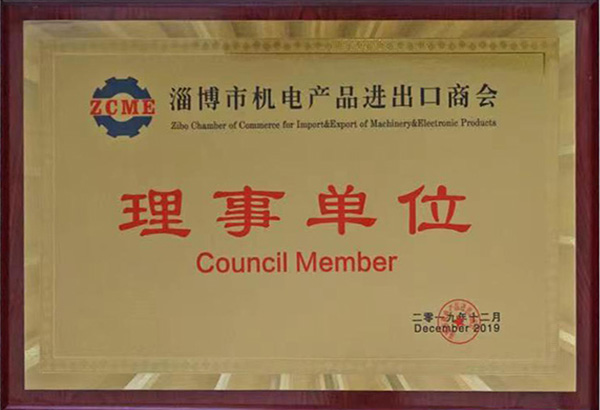 ZCME
淄博市机电产品进出口商会
Zibo Chamber of Commerce for Import&Export of Machinery&Electronic Products
理事单位
Council Member
二零一九年十二月
December 2019